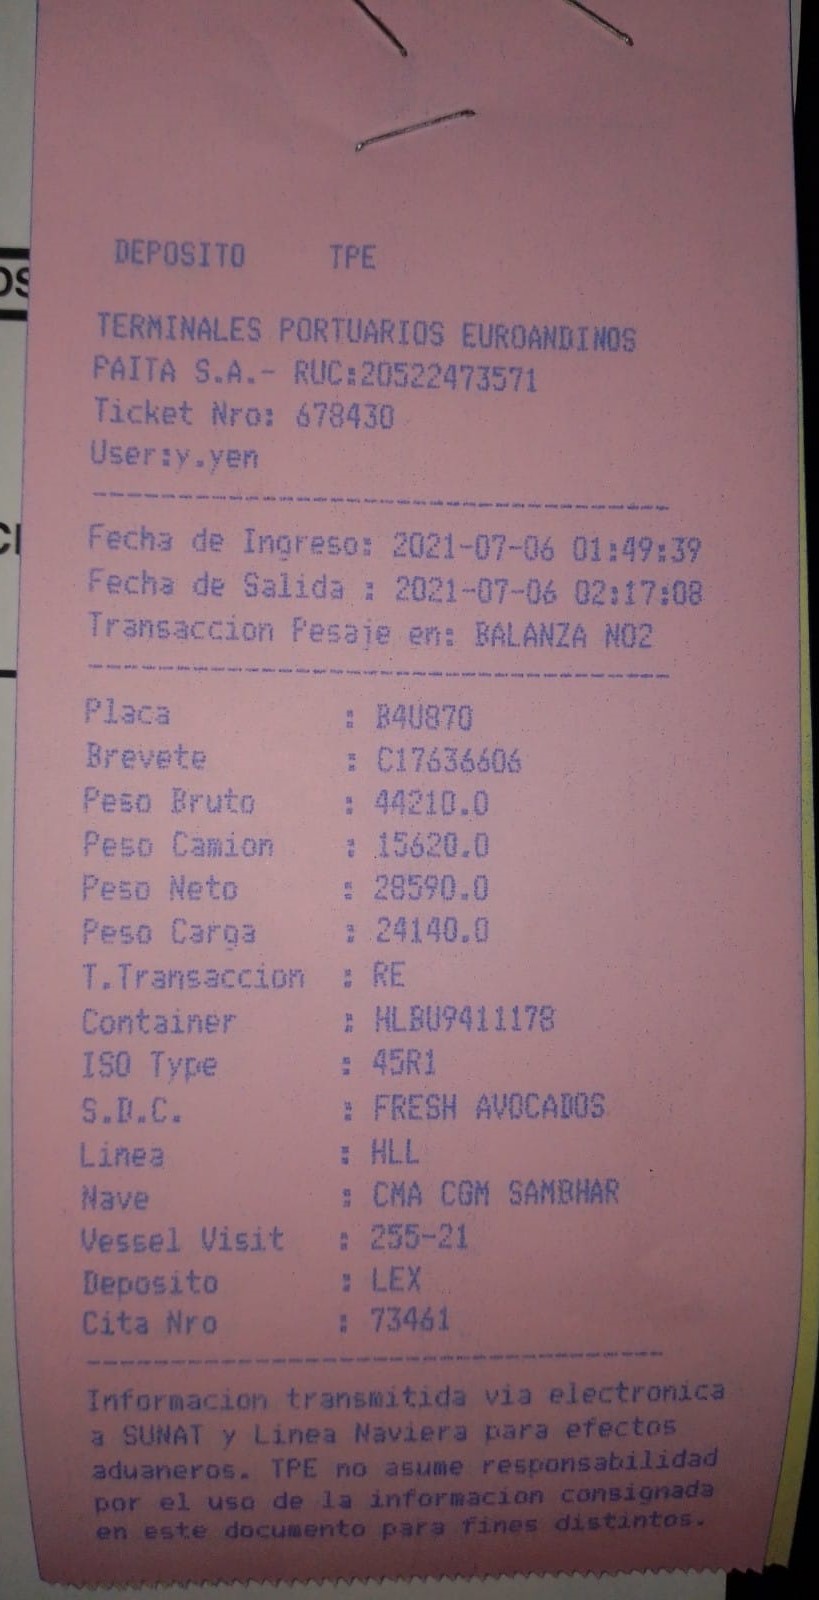 DEPOSITO TPE
TERMINALES PORTUARIOS EUROANDINOS
PAITA S.A.- RUC:20522473571
Ticket Nro: 678430
User:y.yen
Fecha de Ingreso: 2021-07-06 01:49:39
Fecha de Salida : 2021-07-06 02:17:08
Transaccion Pesaje en: BALANZA NO2
Placa : B4U870
Brevete : C17636606
Peso Bruto : 44210.0
Peso Camion : 15620.0
Peso Neto : 28590.0
Peso Carga : 24140.0
T.Transaccion : RE
Container : HLBU9411178
ISO Type : 45R1
S.D.C. : FRESH AVOCADOS
Linea : HLL
Nave : CMA CGM SAMBHAR
Vessel Visit : 255-21
Deposito : LEX
Cita Nro : 73461
Informacion transmitida via electronica
a SUNAT y Linea Naviera para efectos
aduaneros. TPE no asume responsabilidad
por el uso de la informacion consignada
en este documento para fines distintos.